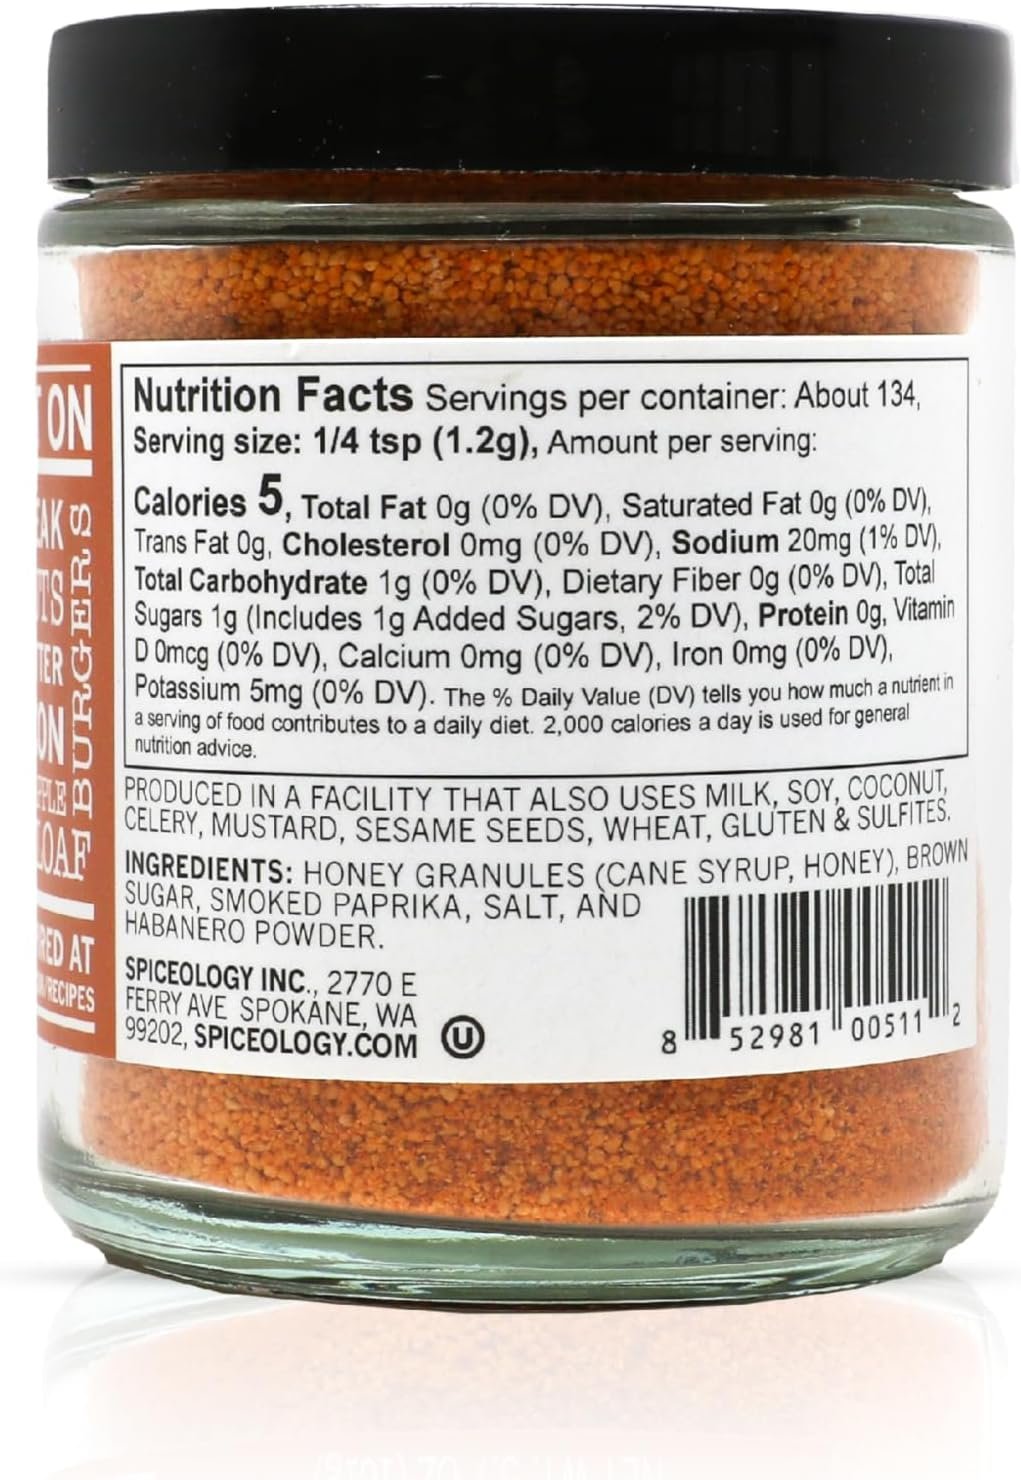 T ON
EAK
TS
TTER
ON
PPLE
LOAF
BURGERS
RED AT
/RECIPES
Nutrition Facts Servings per container: About 134,
Serving size: 1/4 tsp (1.2g), Amount per serving:
Calories 5, Total Fat 0g (0% DV), Saturated Fat 0g (0% DV),
Trans Fat 0g, Cholesterol 0mg (0% DV), Sodium 20mg (1% DV),
Total Carbohydrate 1g (0% DV), Dietary Fiber 0g (0% DV), Total
Sugars 1g (Includes 1g Added Sugars, 2% DV), Protein 0g, Vitamin
D 0mcg (0% DV), Calcium 0mg (0% DV), Iron 0mg (0% DV),
Potassium 5mg (0% DV). The % Daily Value (DV) tells you how much a nutrient in
a serving of food contributes to a daily diet. 2,000 calories a day is used for general
nutrition advice.
PRODUCED IN A FACILITY THAT ALSO USES MILK, SOY, COCONUT,
CELERY, MUSTARD, SESAME SEEDS, WHEAT, GLUTEN & SULFITES.
INGREDIENTS: HONEY GRANULES (CANE SYRUP, HONEY), BROWN
SUGAR, SMOKED PAPRIKA, SALT, AND
HABANERO POWDER.
SPICEOLOGY INC., 2770 E
FERRY AVE SPOKANE, WA
99202, SPICEOLOGY.COM
U
8 52981 00511 2